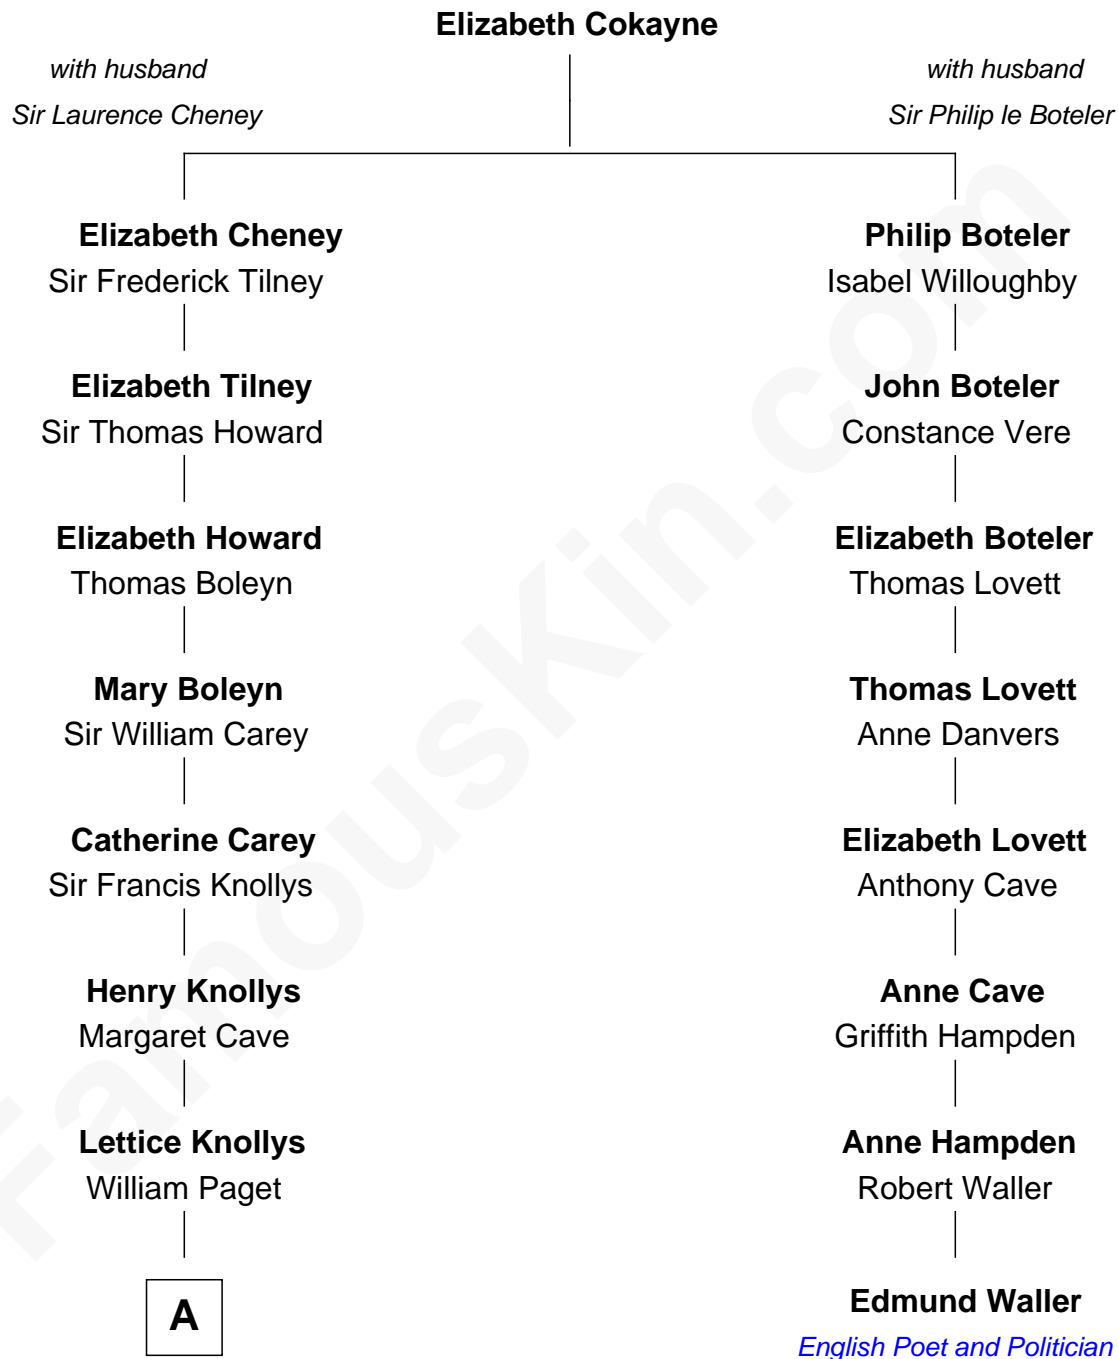 Elizabeth Cokayne
with husband
Sir Laurence Cheney
with husband
Sir Philip le Boteler
Elizabeth Cheney
Sir Frederick Tilney
Philip Boteler
Isabel Willoughby
Elizabeth Tilney
Sir Thomas Howard
John Boteler
Constance Vere
Elizabeth Howard
Thomas Boleyn
Elizabeth Boteler
Thomas Lovett
Mary Boleyn
Sir William Carey
Thomas Lovett
Anne Danvers
Catherine Carey
Sir Francis Knollys
Elizabeth Lovett
Anthony Cave
Henry Knollys
Margaret Cave
Anne Cave
Griffith Hampden
Lettice Knollys
William Paget
Anne Hampden
Robert Waller
A
Edmund Waller
English Poet and Politician
FamousKin.com